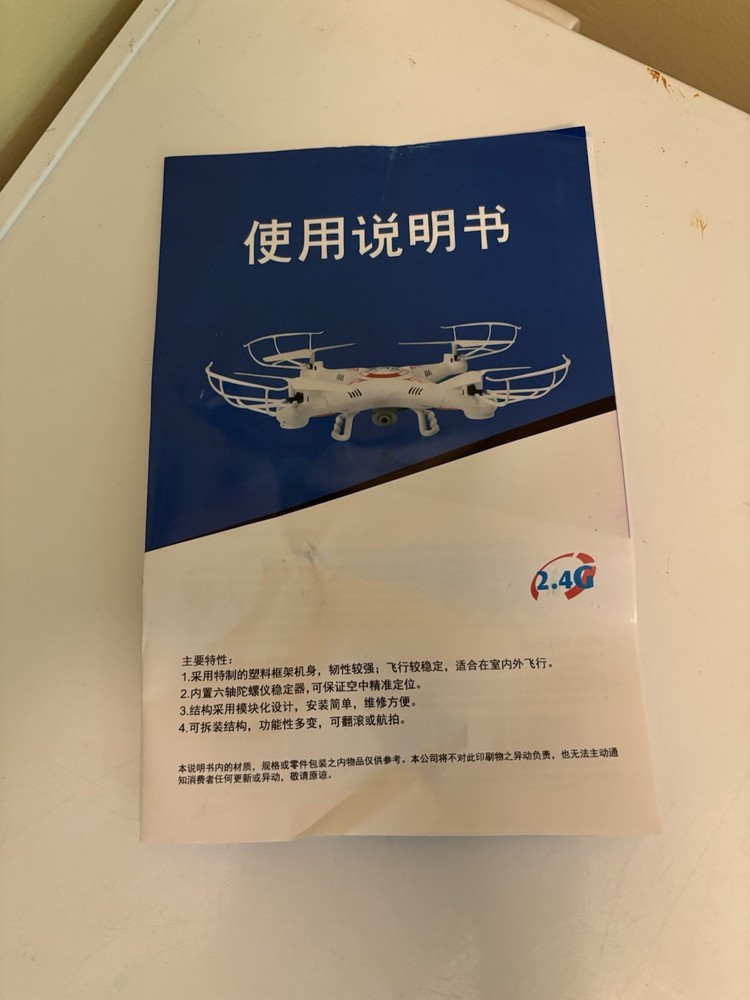 使用说明书
2.4G
主要特性：
1.采用特制的塑料框架机身，韧性较强；飞行较稳定，适合在室内外飞行。
2.内置六轴陀螺仪稳定器,可保证空中精准定位。
3.结构采用模块化设计，安装简单，维修方便。
4.可拆装结构，功能性多变，可翻滚或航拍。
本说明书内的材质，规格或零件包装之内物品仅供参考。本公司将不对此印刷物之异动负责，也无法主动通
知消费者任何更新或异动，敬请原谅。